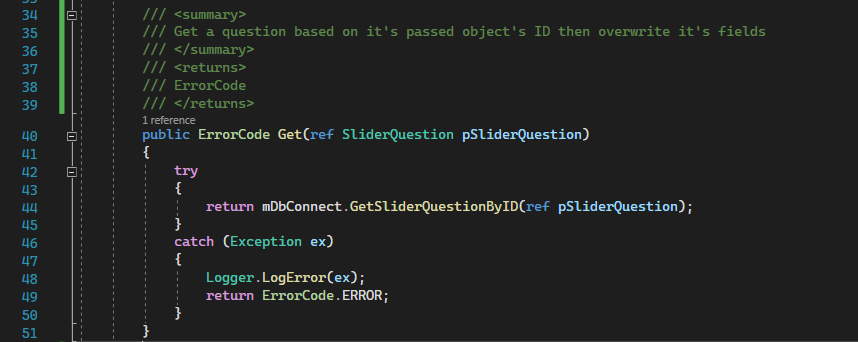 33
34 /// <summary>
35 /// Get a question based on it's passed object's ID then overwrite it's fields
36 /// </summary>
37 /// <returns>
38 /// ErrorCode
39 /// </returns>
1 reference
40 public ErrorCode Get(ref SliderQuestion pSliderQuestion)
41 {
42 try
43 {
44 return mDbConnect.GetSliderQuestionByID(ref pSliderQuestion);
45 }
46 catch (Exception ex)
47 {
48 Logger.LogError(ex);
49 return ErrorCode.ERROR;
50 }
51 }